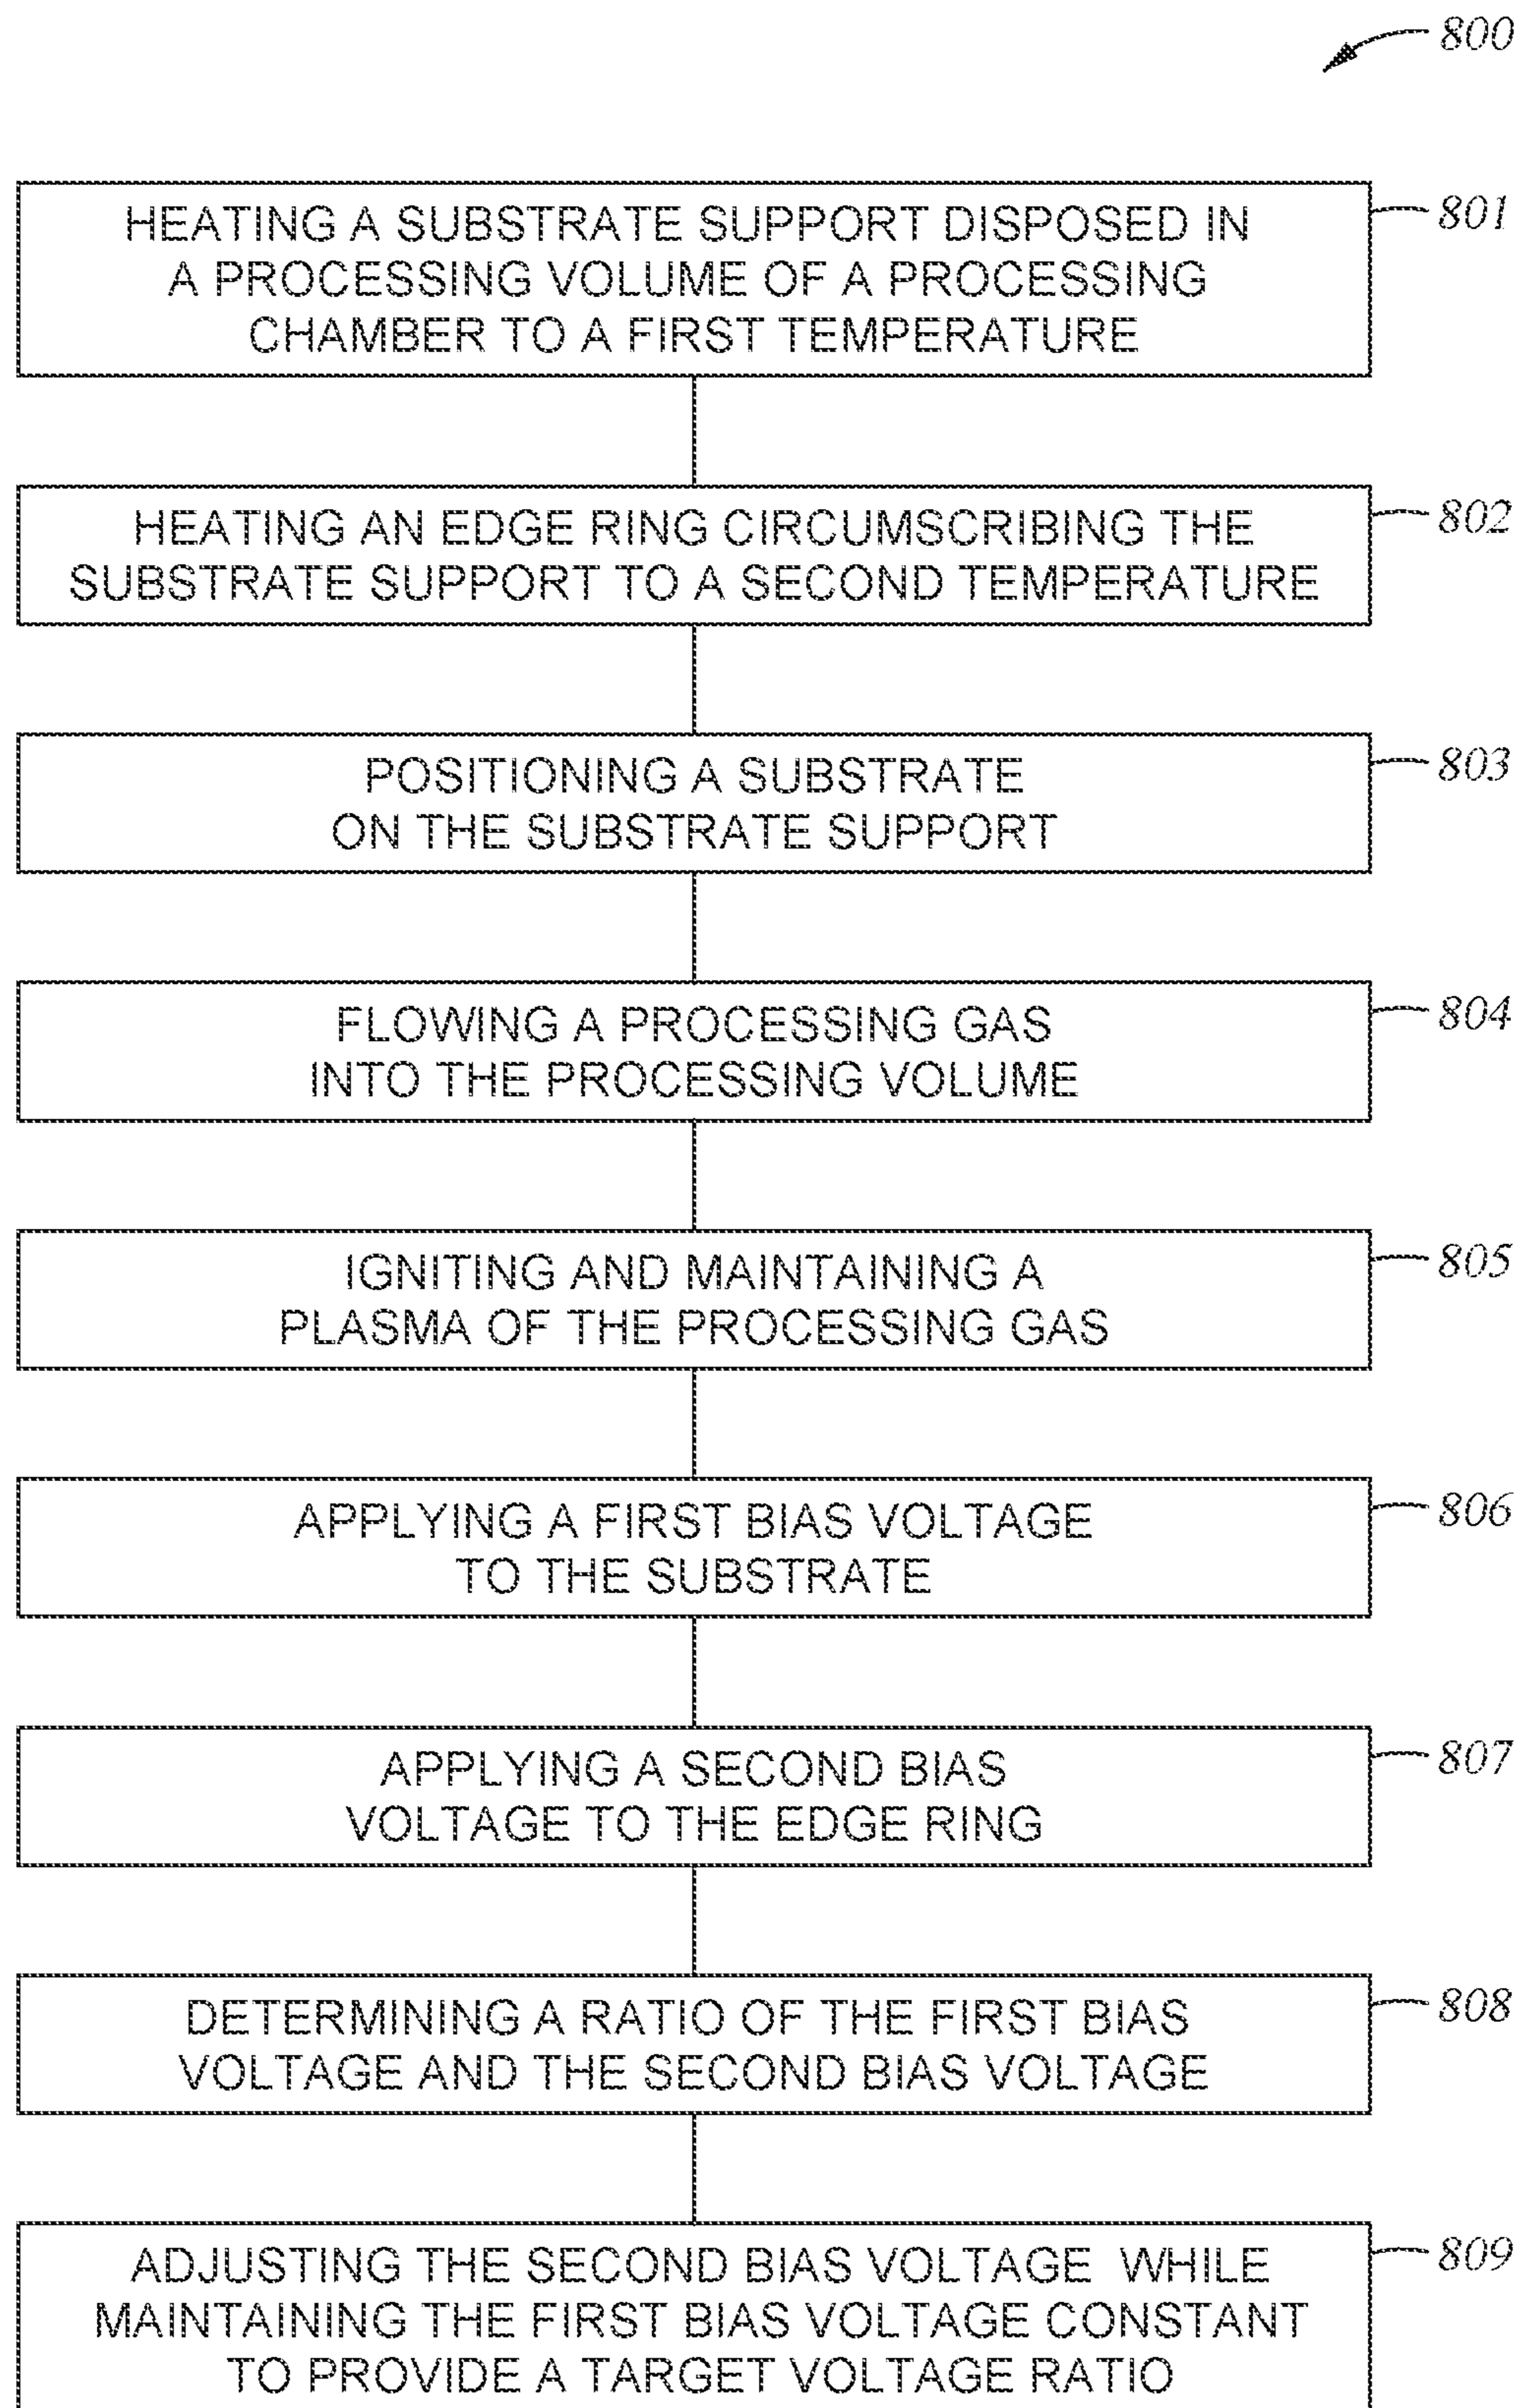 800
HEATING A SUBSTRATE SUPPORT DISPOSED IN
A PROCESSING VOLUME OF A PROCESSING
CHAMBER TO A FIRST TEMPERATURE
801
HEATING AN EDGE RING CIRCUMSCRIBING THE
SUBSTRATE SUPPORT TO A SECOND TEMPERATURE
802
POSITIONING A SUBSTRATE
ON THE SUBSTRATE SUPPORT
803
FLOWING A PROCESSING GAS
INTO THE PROCESSING VOLUME
804
IGNITING AND MAINTAINING A
PLASMA OF THE PROCESSING GAS
805
APPLYING A FIRST BIAS VOLTAGE
TO THE SUBSTRATE
806
APPLYING A SECOND BIAS
VOLTAGE TO THE EDGE RING
807
DETERMINING A RATIO OF THE FIRST BIAS
VOLTAGE AND THE SECOND BIAS VOLTAGE
808
ADJUSTING THE SECOND BIAS VOLTAGE WHILE
MAINTAINING THE FIRST BIAS VOLTAGE CONSTANT
TO PROVIDE A TARGET VOLTAGE RATIO
809